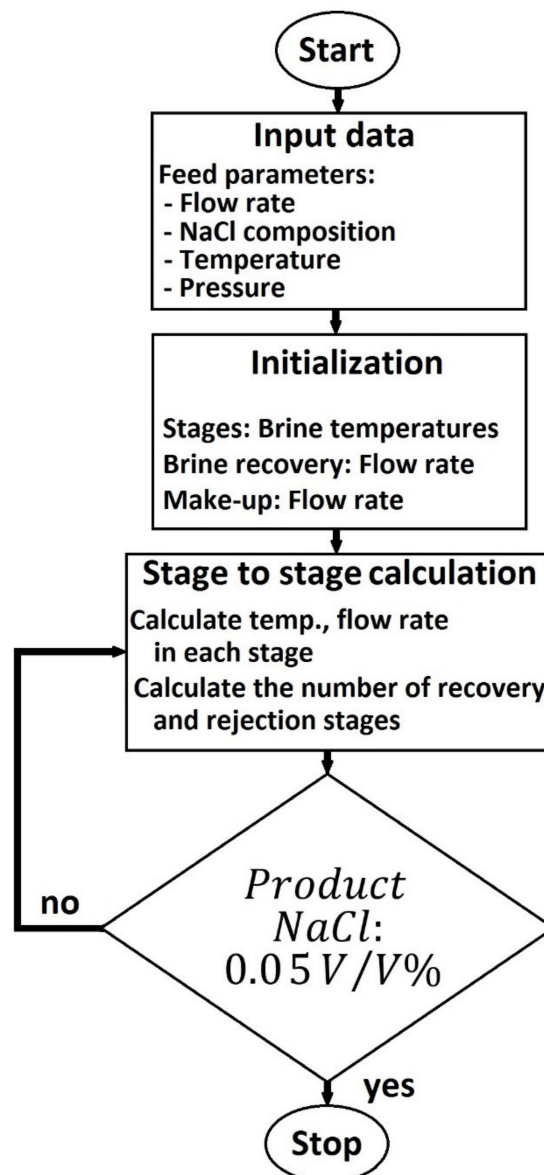 Start
Input data
Feed parameters:
- Flow rate
- NaCl composition
- Temperature
- Pressure
Initialization
Stages: Brine temperatures
Brine recovery: Flow rate
Make-up: Flow rate
Stage to stage calculation
Calculate temp., flow rate
in each stage
Calculate the number of recovery
and rejection stages
Product
NaCl:
0.05 V/V%
no
yes
Stop